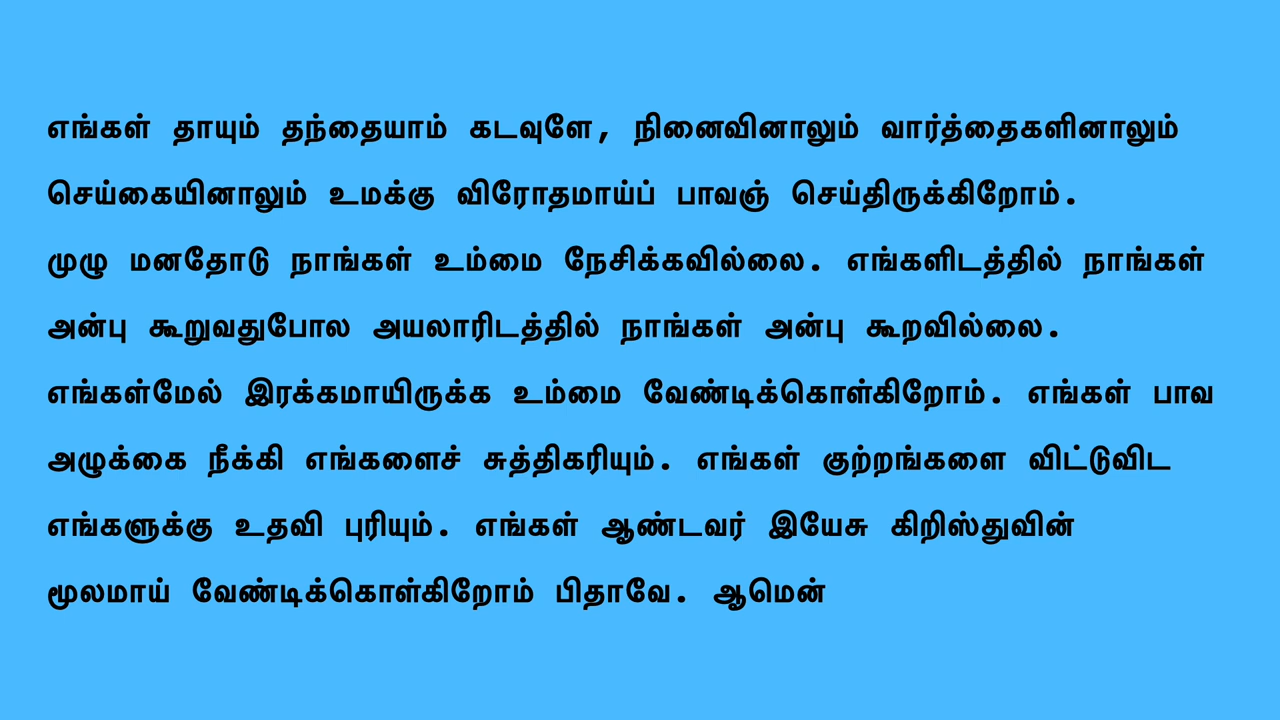 எங்கள் தாயும் தந்தையாம் கடவுளே, நினைவினாலும் வார்த்தைகளினாலும்
செய்கையினாலும் உமக்கு விரோதமாய்ப் பாவஞ் செய்திருக்கிறோம்.
முழு மனதோடு நாங்கள் உம்மை நேசிக்கவில்லை. எங்களிடத்தில் நாங்கள்
அன்பு கூறுவதுபோல அயலாரிடத்தில் நாங்கள் அன்பு கூறவில்லை.
எங்கள்மேல் இரக்கமாயிருக்க உம்மை வேண்டிக்கொள்கிறோம். எங்கள் பாவ
அழுக்கை நீக்கி எங்களைச் சுத்திகரியும். எங்கள் குற்றங்களை விட்டுவிட
எங்களுக்கு உதவி புரியும். எங்கள் ஆண்டவர் இயேசு கிறிஸ்துவின்
மூலமாய் வேண்டிக்கொள்கிறோம் பிதாவே. ஆமென்